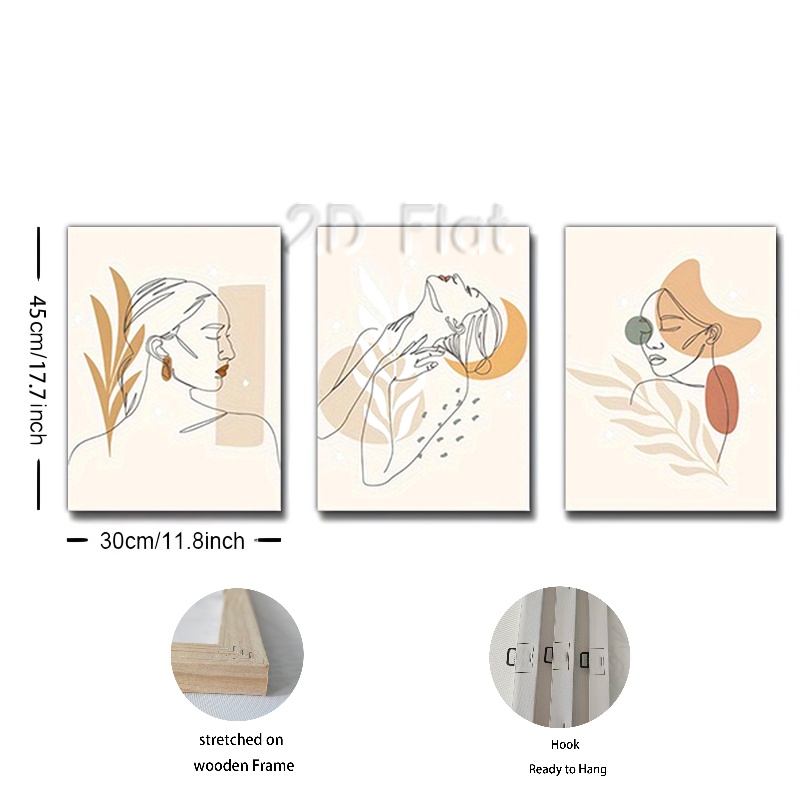 2D Flat
45cm/17.7inch
30cm/11.8inch
stretched on
wooden Frame
Hook
Ready to Hang